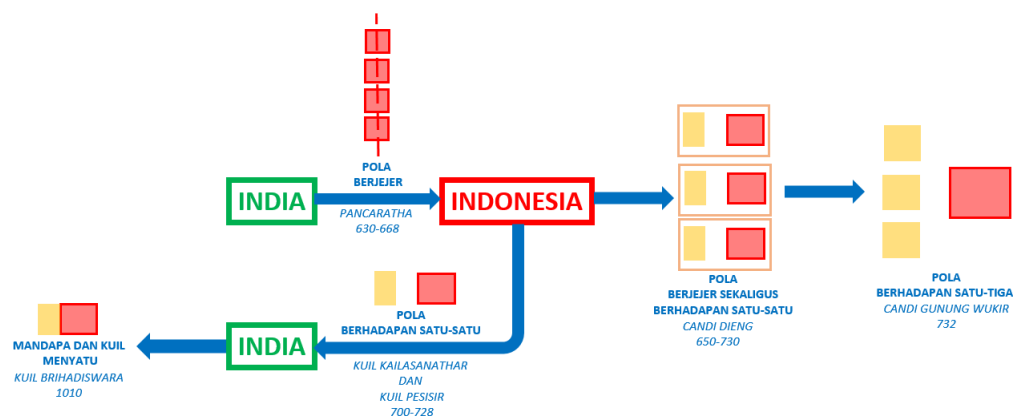 POLA
BERJEJER
INDIA
PANCARATHA
630-668
INDONESIA
POLA
BERJEJER SEKALIGUS
BERHADAPAN SATU-SATU
CANDI DIENG
650-730
POLA
BERHADAPAN SATU-TIGA
CANDI GUNUNG WUKIR
732
POLA
BERHADAPAN SATU-SATU
INDIA
KUIL KAILASANATHAR
DAN
KUIL PESISIR
700-728
MANDAPA DAN KUIL
MENYATU
KUIL BRIHADISWARA
1010